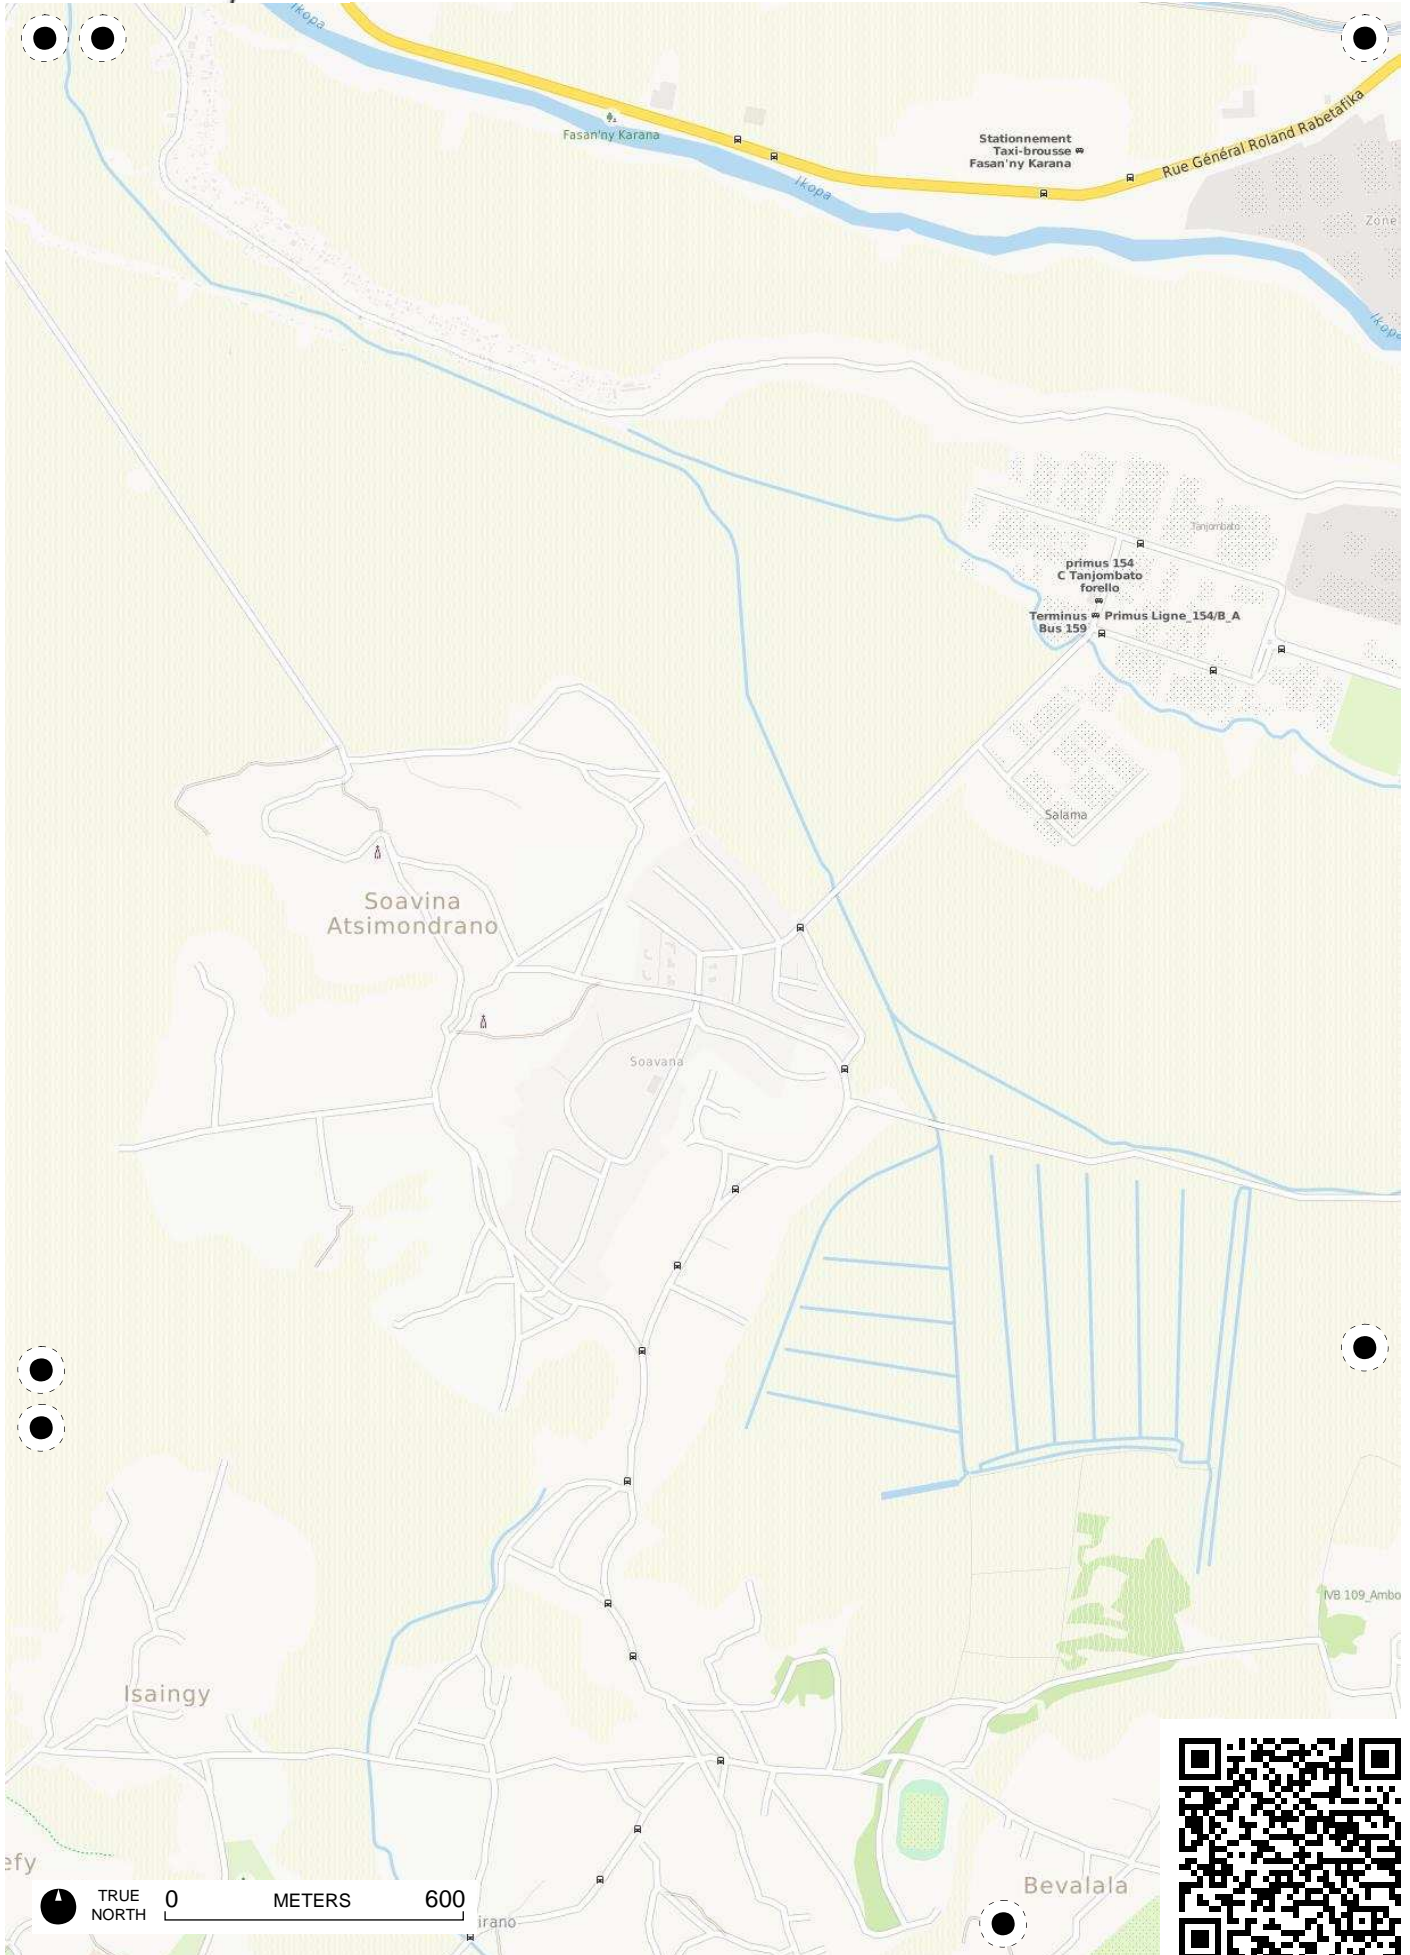 Ikopa
Fasan'ny Karana
Stationnement
Taxi-brousse
Fasan'ny Karana
Rue Général Roland Rabetafika
Ikopa
Zone
Ikopa
Tanjombato
primus 154
C Tanjombato
forello
Terminus
Bus 159
Primus Ligne_154/B_A
Salama
Soavina
Atsimondrano
Soavana
IVB 109_Ambo
Isaingy
efy
Bevalala
irano
TRUE
NORTH
0 METERS 600